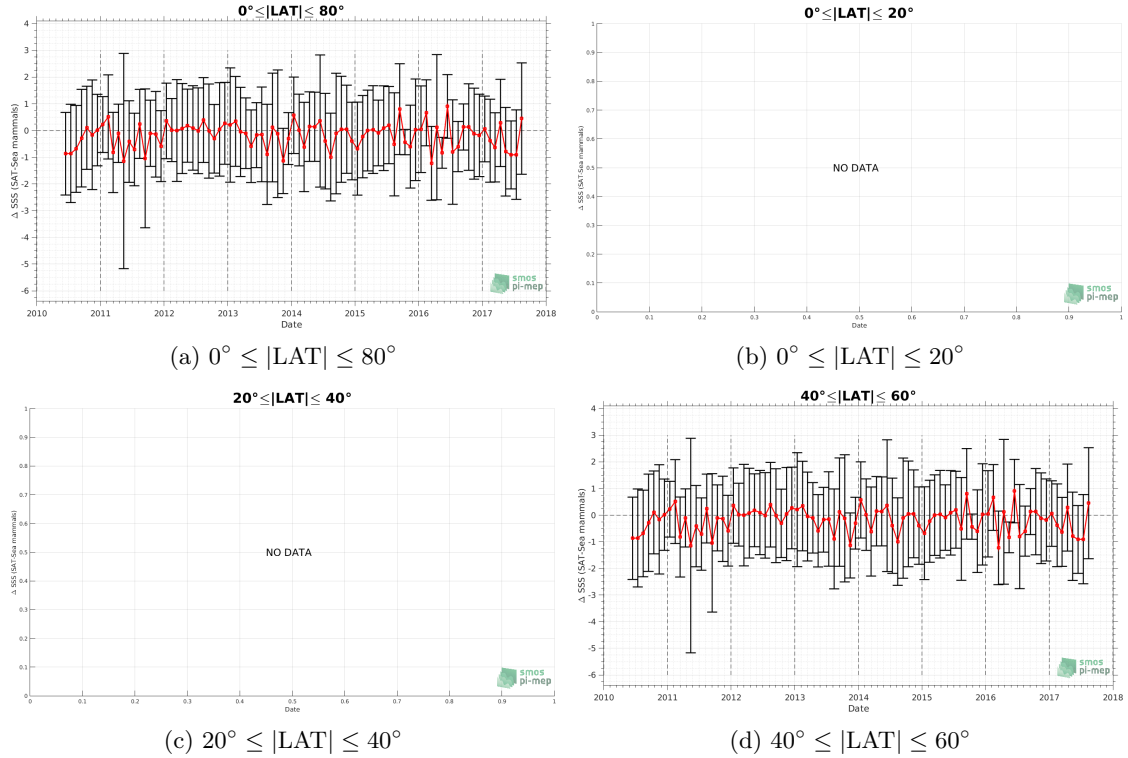 0°≤|LAT|≤ 80°
4
3
2
1
0
-1
-2
-3
-4
-5
-6
Δ SSS (SAT-Sea mammals)
2010 2011 2012 2013 2014 2015 2016 2017 2018
Date
smos
pi-mep
(a) 0° ≤ |LAT| ≤ 80°
0°≤|LAT|≤ 20°
1
0.9
0.8
0.7
0.6
0.5
0.4
0.3
0.2
0.1
0
Δ SSS (SAT-Sea mammals)
NO DATA
0 0.1 0.2 0.3 0.4 0.5 0.6 0.7 0.8 0.9 1
Date
smos
pi-mep
(b) 0° ≤ |LAT| ≤ 20°
20°≤|LAT|≤ 40°
1
0.9
0.8
0.7
0.6
0.5
0.4
0.3
0.2
0.1
0
Δ SSS (SAT-Sea mammals)
NO DATA
0 0.1 0.2 0.3 0.4 0.5 0.6 0.7 0.8 0.9 1
Date
smos
pi-mep
(c) 20° ≤ |LAT| ≤ 40°
40°≤|LAT|≤ 60°
4
3
2
1
0
-1
-2
-3
-4
-5
-6
Δ SSS (SAT-Sea mammals)
2010 2011 2012 2013 2014 2015 2016 2017 2018
Date
smos
pi-mep
(d) 40° ≤ |LAT| ≤ 60°